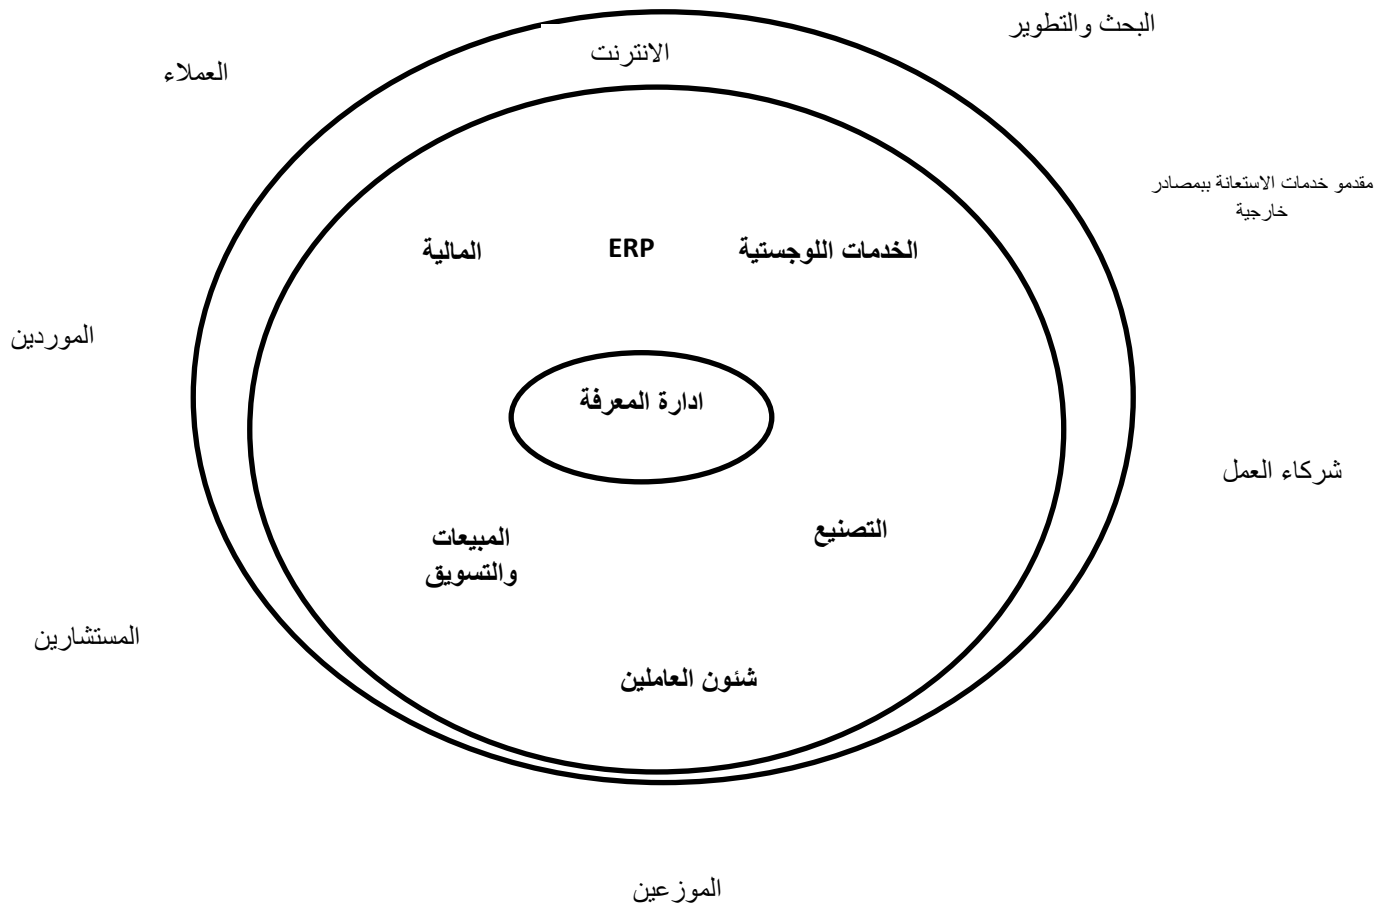 البحث والتطوير
الانترنت
العملاء
مقدمو خدمات الاستعانة بمصادر
خارجية
الخدمات اللوجستية
ERP
المالية
الموردين
ادارة المعرفة
شركاء العمل
التصنيع
المبيعات
والتسويق
المستشارين
شئون العاملين
الموزعين